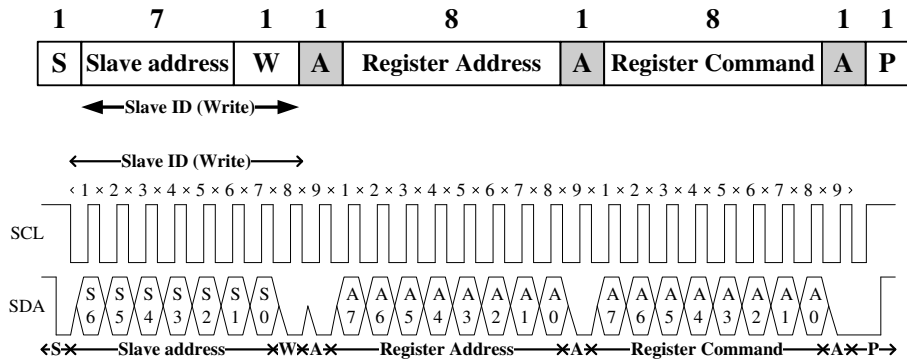 1 7 1 1 8 1 8 1 1
S Slave address W A Register Address A Register Command A P
Slave ID (Write)
Slave ID (Write)
1 × 2 × 3 × 4 × 5 × 6 × 7 × 8 × 9 × 1 × 2 × 3 × 4 × 5 × 6 × 7 × 8 × 9 × 1 × 2 × 3 × 4 × 5 × 6 × 7 × 8 × 9
SCL
SDA S6 S5 S4 S3 S2 S1 S0 A7 A6 A5 A4 A3 A2 A1 A0 A7 A6 A5 A4 A3 A2 A1 A0
S Slave address W A Register Address A Register Command A P